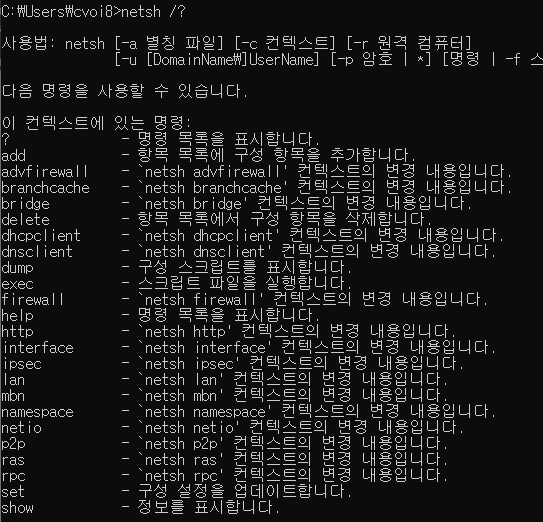 C:\Users\cvoi8>netsh /?
사용법: netsh [-a 별칭 파일] [-c 컨텍스트] [-r 원격 컴퓨터]
[-u [DomainName\]UserName] [-p 암호 | *] [명령 | -f 스
다음 명령을 사용할 수 있습니다.
이 컨텍스트에 있는 명령:
? - 명령 목록을 표시합니다.
add - 항목 목록에 구성 항목을 추가합니다.
advfirewall - `netsh advfirewall' 컨텍스트의 변경 내용입니다.
branchcache - `netsh branchcache' 컨텍스트의 변경 내용입니다.
bridge - `netsh bridge' 컨텍스트의 변경 내용입니다.
delete - 항목 목록에서 구성 항목을 삭제합니다.
dhcpclient - `netsh dhcpclient' 컨텍스트의 변경 내용입니다.
dnsclient - `netsh dnsclient' 컨텍스트의 변경 내용입니다.
dump - 구성 스크립트를 표시합니다.
exec - 스크립트 파일을 실행합니다.
firewall - `netsh firewall' 컨텍스트의 변경 내용입니다.
help - 명령 목록을 표시합니다.
http - `netsh http' 컨텍스트의 변경 내용입니다.
interface - `netsh interface' 컨텍스트의 변경 내용입니다.
ipsec - `netsh ipsec' 컨텍스트의 변경 내용입니다.
lan - `netsh lan' 컨텍스트의 변경 내용입니다.
mbn - `netsh mbn' 컨텍스트의 변경 내용입니다.
namespace - `netsh namespace' 컨텍스트의 변경 내용입니다.
netio - `netsh netio' 컨텍스트의 변경 내용입니다.
p2p - `netsh p2p' 컨텍스트의 변경 내용입니다.
ras - `netsh ras' 컨텍스트의 변경 내용입니다.
rpc - `netsh rpc' 컨텍스트의 변경 내용입니다.
set - 구성 설정을 업데이트합니다.
show - 정보를 표시합니다.